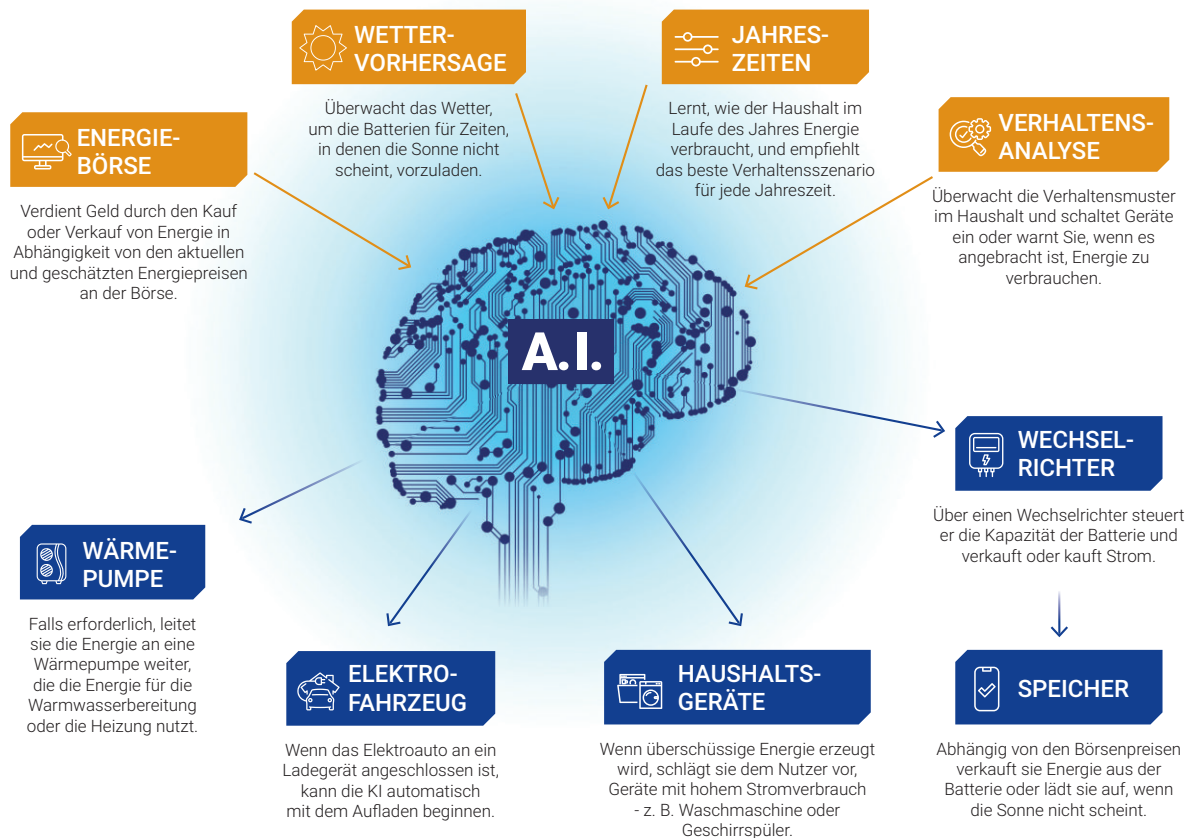 WETTER-
VORHERSAGE
Überwacht das Wetter,
um die Batterien für Zeiten,
in denen die Sonne nicht
scheint, vorzuladen.
JAHRES-
ZEITEN
Lernt, wie der Haushalt im
Laufe des Jahres Energie
verbraucht, und empfiehlt
das beste Verhaltensszenario
für jede Jahreszeit.
ENERGIE-
BÖRSE
Verdient Geld durch den Kauf
oder Verkauf von Energie in
Abhängigkeit von den aktuellen
und geschätzten Energiepreisen
an der Börse.
VERHALTENS-
ANALYSE
Überwacht die Verhaltensmuster
im Haushalt und schaltet Geräte
ein oder warnt Sie, wenn es
angebracht ist, Energie zu
verbrauchen.
A.I.
WECHSEL-
RICHTER
Über einen Wechselrichter steuert
er die Kapazität der Batterie und
verkauft oder kauft Strom.
WÄRME-
PUMPE
Falls erforderlich, leitet
sie die Energie an eine
Wärmepumpe weiter,
die die Energie für die
Warmwasserbereitung
oder die Heizung nutzt.
ELEKTRO-
FAHRZEUG
Wenn das Elektroauto an ein
Ladegerät angeschlossen ist,
kann die KI automatisch
mit dem Aufladen beginnen.
HAUSHALTS-
GERÄTE
Wenn überschüssige Energie erzeugt
wird, schlägt sie dem Nutzer vor,
Geräte mit hohem Stromverbrauch
- z. B. Waschmaschine oder
Geschirrspüler.
SPEICHER
Abhängig von den Börsenpreisen
verkauft sie Energie aus der
Batterie oder lädt sie auf, wenn
die Sonne nicht scheint.